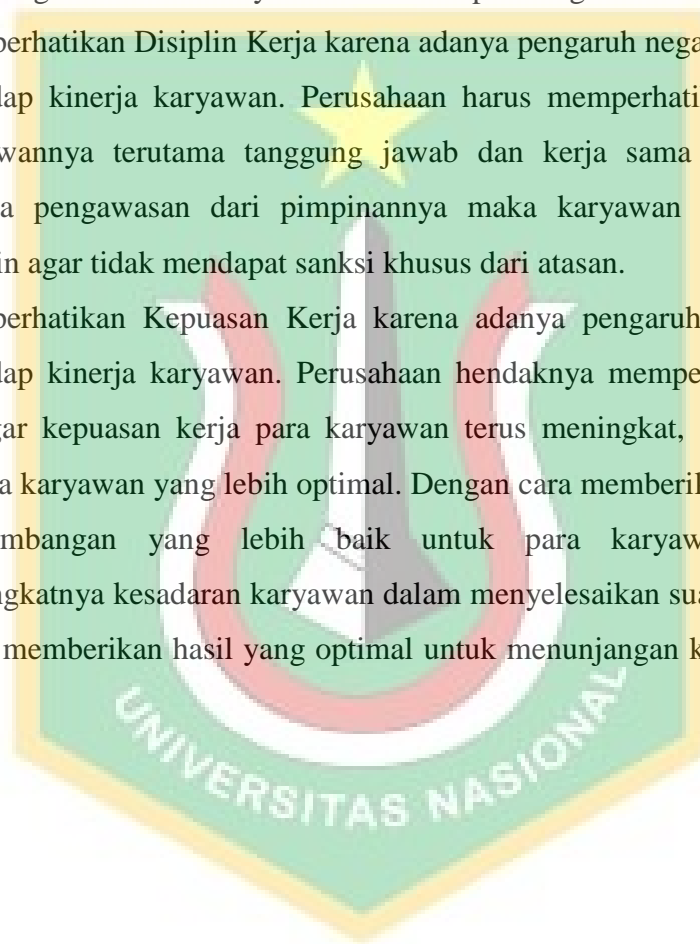 perhatikan Disiplin Kerja karena adanya pengaruh nega
dap kinerja karyawan. Perusahaan harus memperhati
wannya terutama tanggung jawab dan kerja sama
a pengawasan dari pimpinannya maka karyawan
in agar tidak mendapat sanksi khusus dari atasan.
perhatikan Kepuasan Kerja karena adanya pengaruh
dap kinerja karyawan. Perusahaan hendaknya mempe
gar kepuasan kerja para karyawan terus meningkat,
a karyawan yang lebih optimal. Dengan cara memberil
mbangan yang lebih baik untuk para karyaw
ngkatnya kesadaran karyawan dalam menyelesaikan sua
memberikan hasil yang optimal untuk menunjangan k
UNIVERSITAS NASIONAL